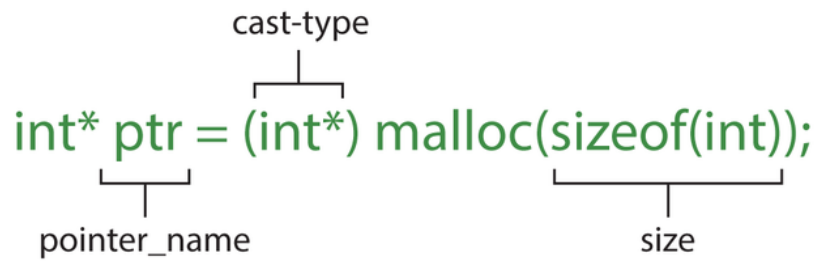 cast-type
int* ptr = (int*) malloc(sizeof(int));
pointer_name
size